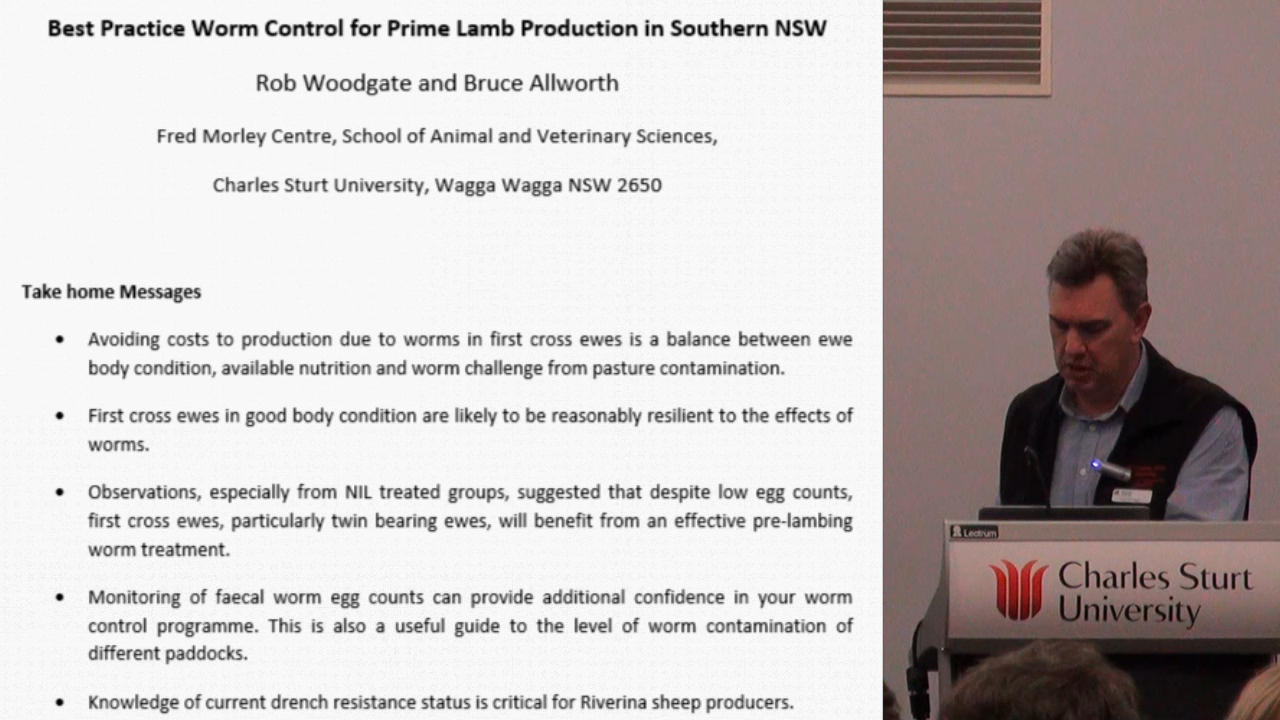 Best Practice Worm Control for Prime Lamb Production in Southern NSW
Rob Woodgate and Bruce Allworth
Fred Morley Centre, School of Animal and Veterinary Sciences,
Charles Sturt University, Wagga Wagga NSW 2650
Take home Messages
• Avoiding costs to production due to worms in first cross ewes is a balance between ewe
body condition, available nutrition and worm challenge from pasture contamination.
• First cross ewes in good body condition are likely to be reasonably resilient to the effects of
worms.
• Observations, especially from NIL treated groups, suggested that despite low egg counts,
first cross ewes, particularly twin bearing ewes, will benefit from an effective pre-lambing
worm treatment.
• Monitoring of faecal worm egg counts can provide additional confidence in your worm
control programme. This is also a useful guide to the level of worm contamination of
different paddocks.
• Knowledge of current drench resistance status is critical for Riverina sheep producers.
Lectrum
Charles Sturt
University